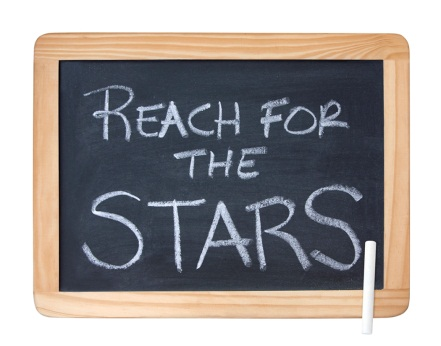 REACH FOR
THE
STARS